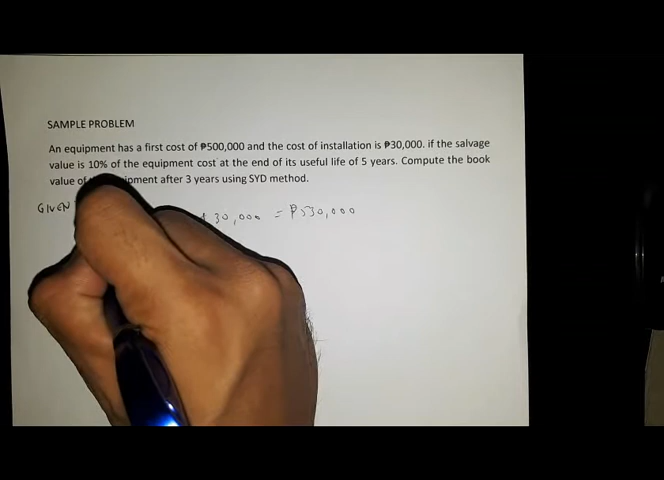 SAMPLE PROBLEM
An equipment has a first cost of ₱500,000 and the cost of installation is ₱30,000. if the salvage
value is 10% of the equipment cost at the end of its useful life of 5 years. Compute the book
value of ipment after 3 years using SYD method.
GIVEN 30,000 = ₱530,000